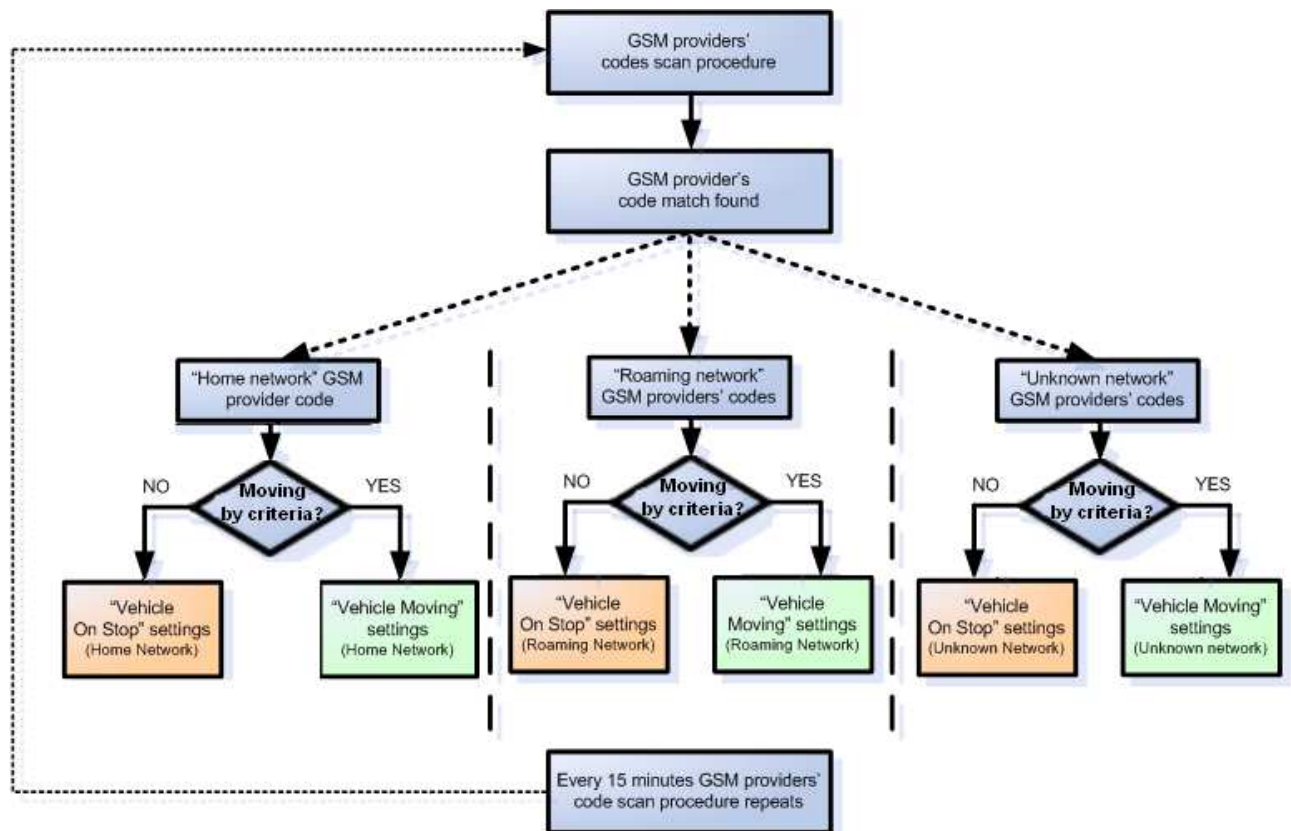 GSM providers'
codes scan procedure
GSM provider's
code match found
"Home network" GSM
provider code
"Roaming network"
GSM providers' codes
"Unknown network"
GSM providers' codes
NO
Moving
by criteria?
YES
NO
Moving
by criteria?
YES
NO
Moving
by criteria?
YES
"Vehicle
On Stop" settings
(Home Network)
"Vehicle Moving"
settings
(Home Network)
"Vehicle
On Stop" settings
(Roaming Network)
"Vehicle
Moving" settings
(Roaming Network)
"Vehicle
On Stop" settings
(Unknown Network)
"Vehicle Moving"
settings
(Unknown network)
Every 15 minutes GSM providers'
code scan procedure repeats